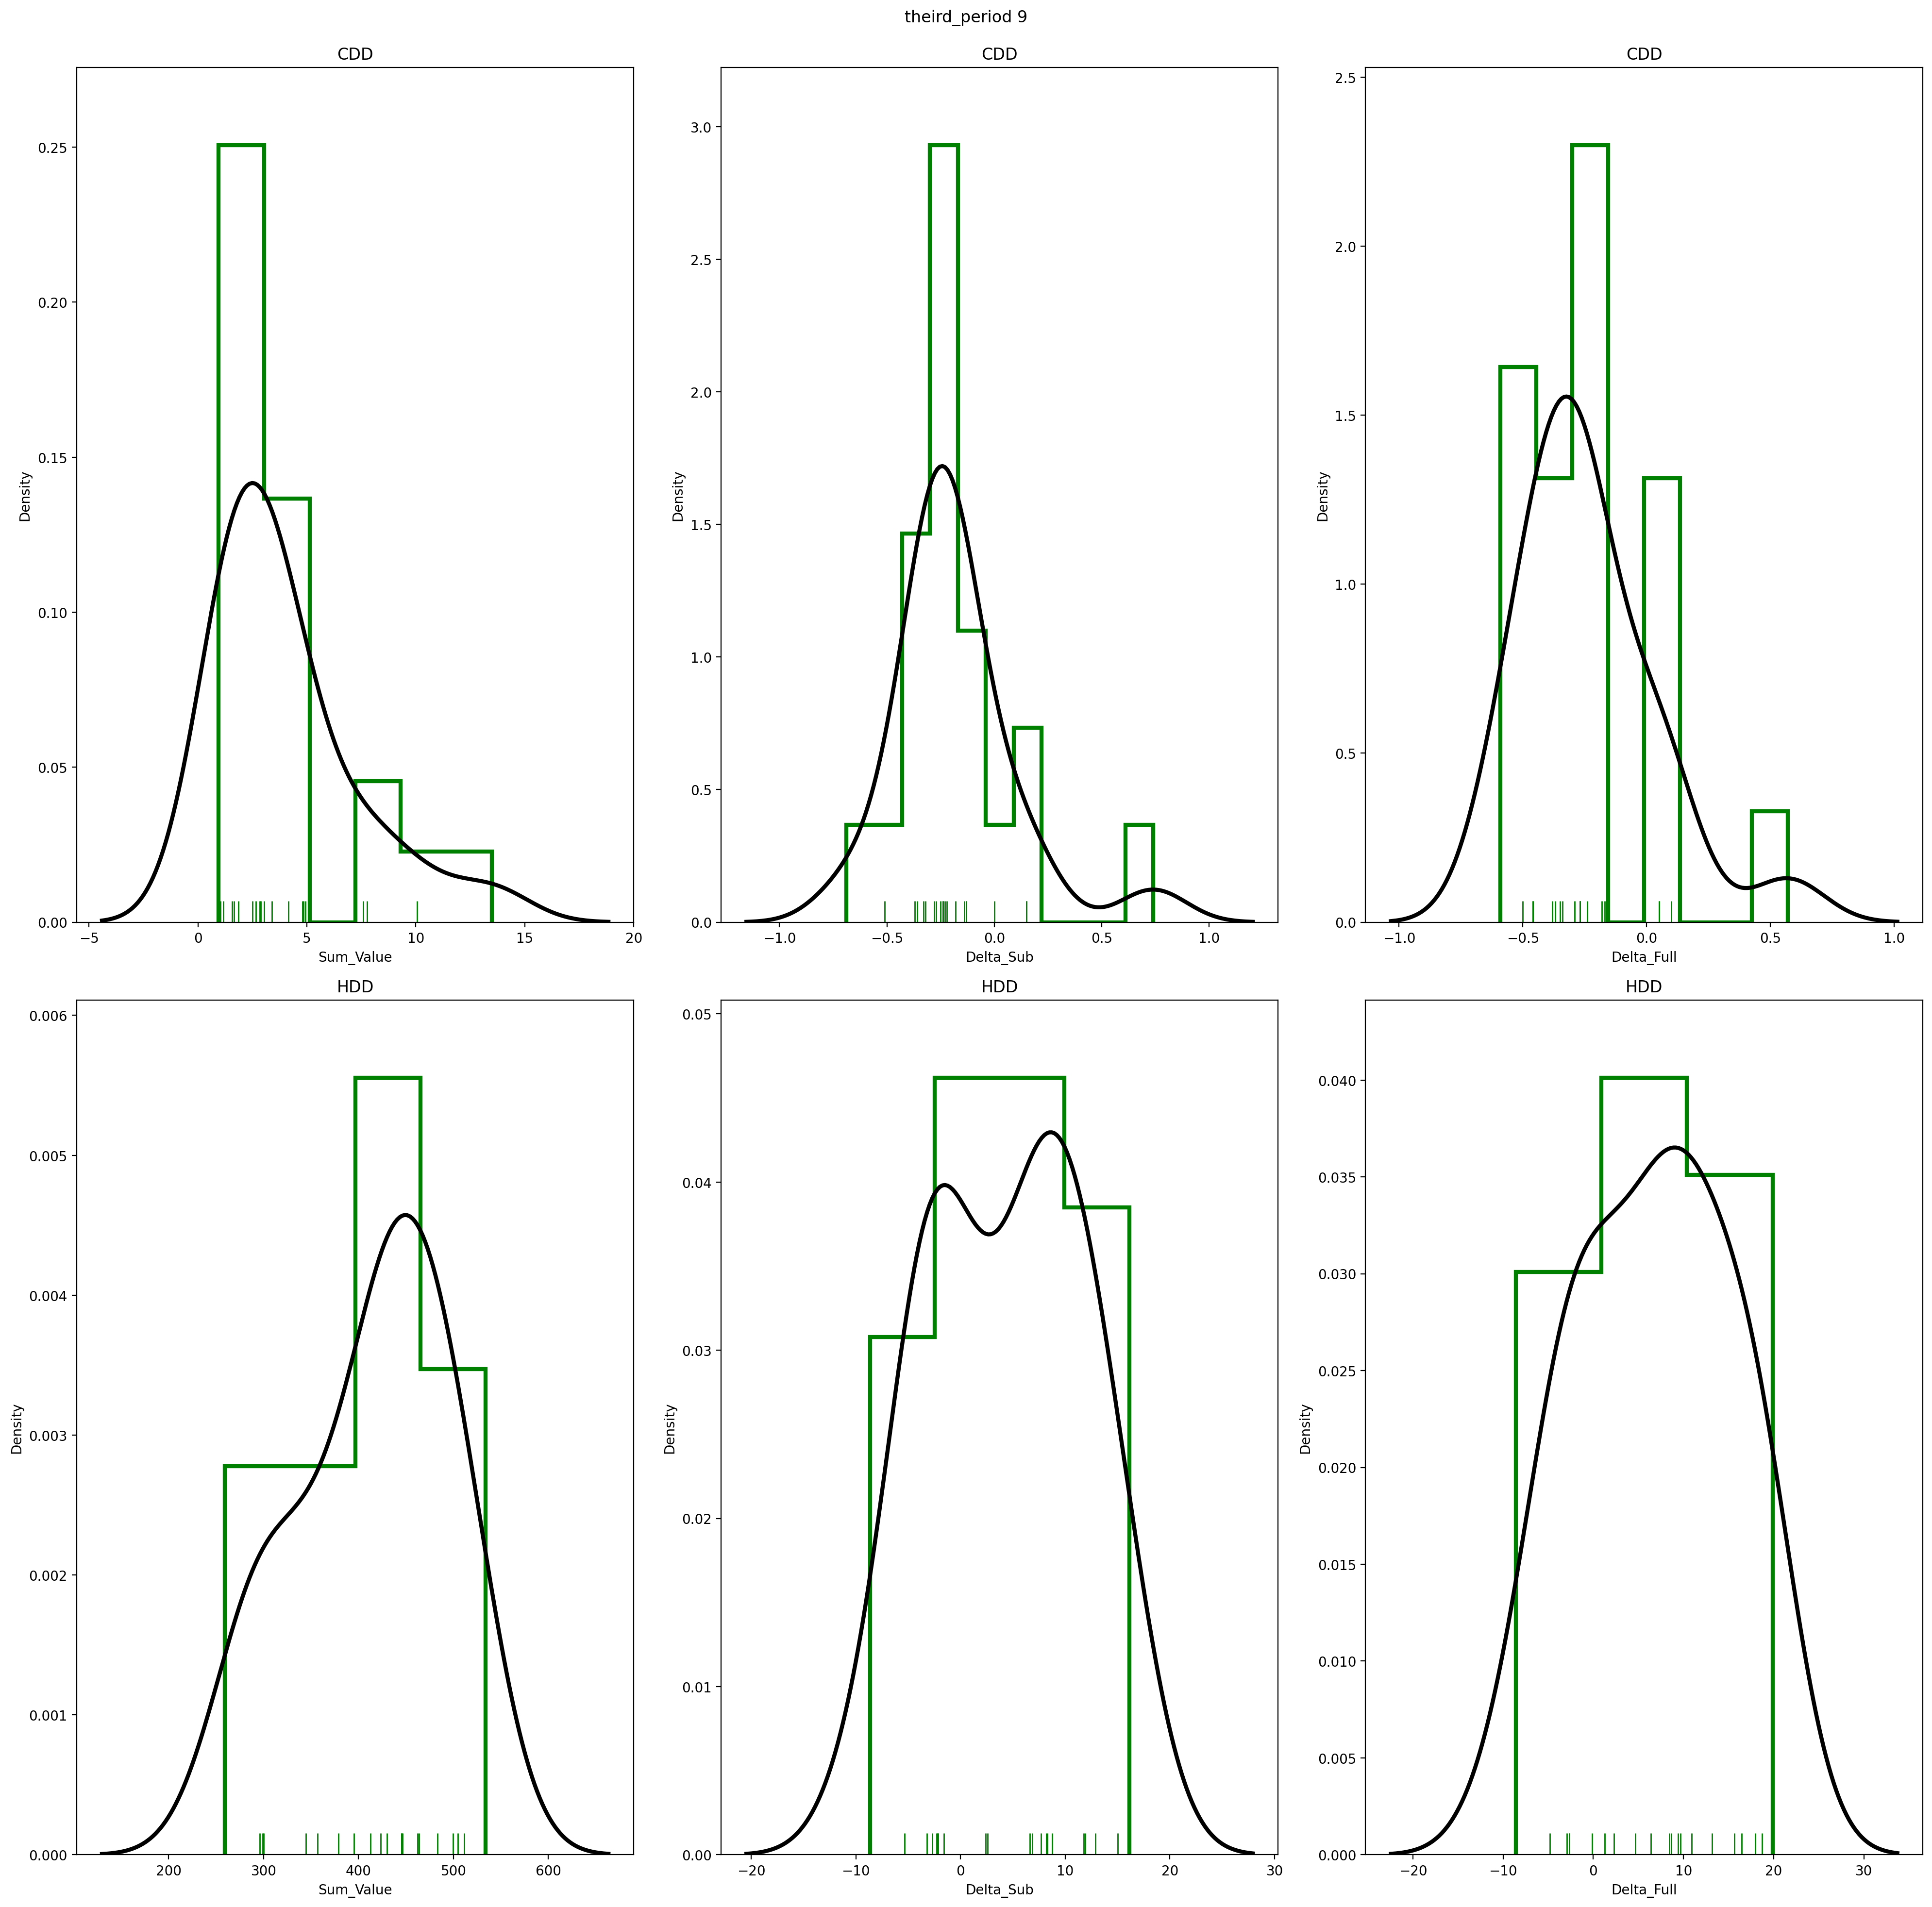 theird_period 9
CDD
0.25
0.20
0.15
0.10
0.05
0.00
Density
−5 0 5 10 15 20
Sum_Value
CDD
3.0
2.5
2.0
1.5
1.0
0.5
0.0
Density
−1.0 −0.5 0.0 0.5 1.0
Delta_Sub
CDD
2.5
2.0
1.5
1.0
0.5
0.0
Density
−1.0 −0.5 0.0 0.5 1.0
Delta_Full
HDD
0.006
0.005
0.004
0.003
0.002
0.001
0.000
Density
200 300 400 500 600
Sum_Value
HDD
0.05
0.04
0.03
0.02
0.01
0.00
Density
−20 −10 0 10 20 30
Delta_Sub
HDD
0.040
0.035
0.030
0.025
0.020
0.015
0.010
0.005
0.000
Density
−20 −10 0 10 20 30
Delta_Full